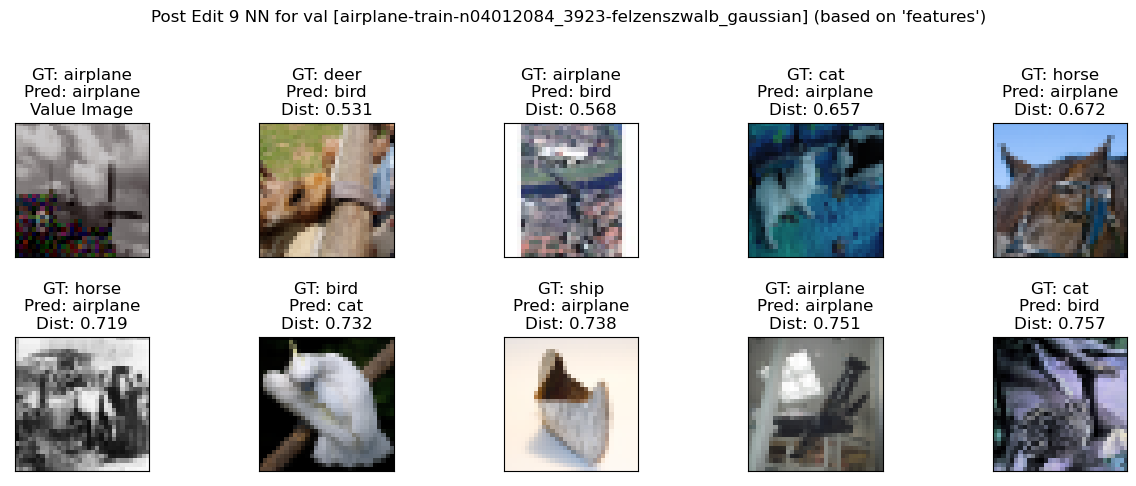 Post Edit 9 NN for val [airplane-train-n04012084_3923-felzenszwalb_gaussian] (based on 'features')
GT: airplane
Pred: airplane
Value Image
GT: deer
Pred: bird
Dist: 0.531
GT: airplane
Pred: bird
Dist: 0.568
GT: cat
Pred: airplane
Dist: 0.657
GT: horse
Pred: airplane
Dist: 0.672
GT: horse
Pred: airplane
Dist: 0.719
GT: bird
Pred: cat
Dist: 0.732
GT: ship
Pred: airplane
Dist: 0.738
GT: airplane
Pred: airplane
Dist: 0.751
GT: cat
Pred: bird
Dist: 0.757